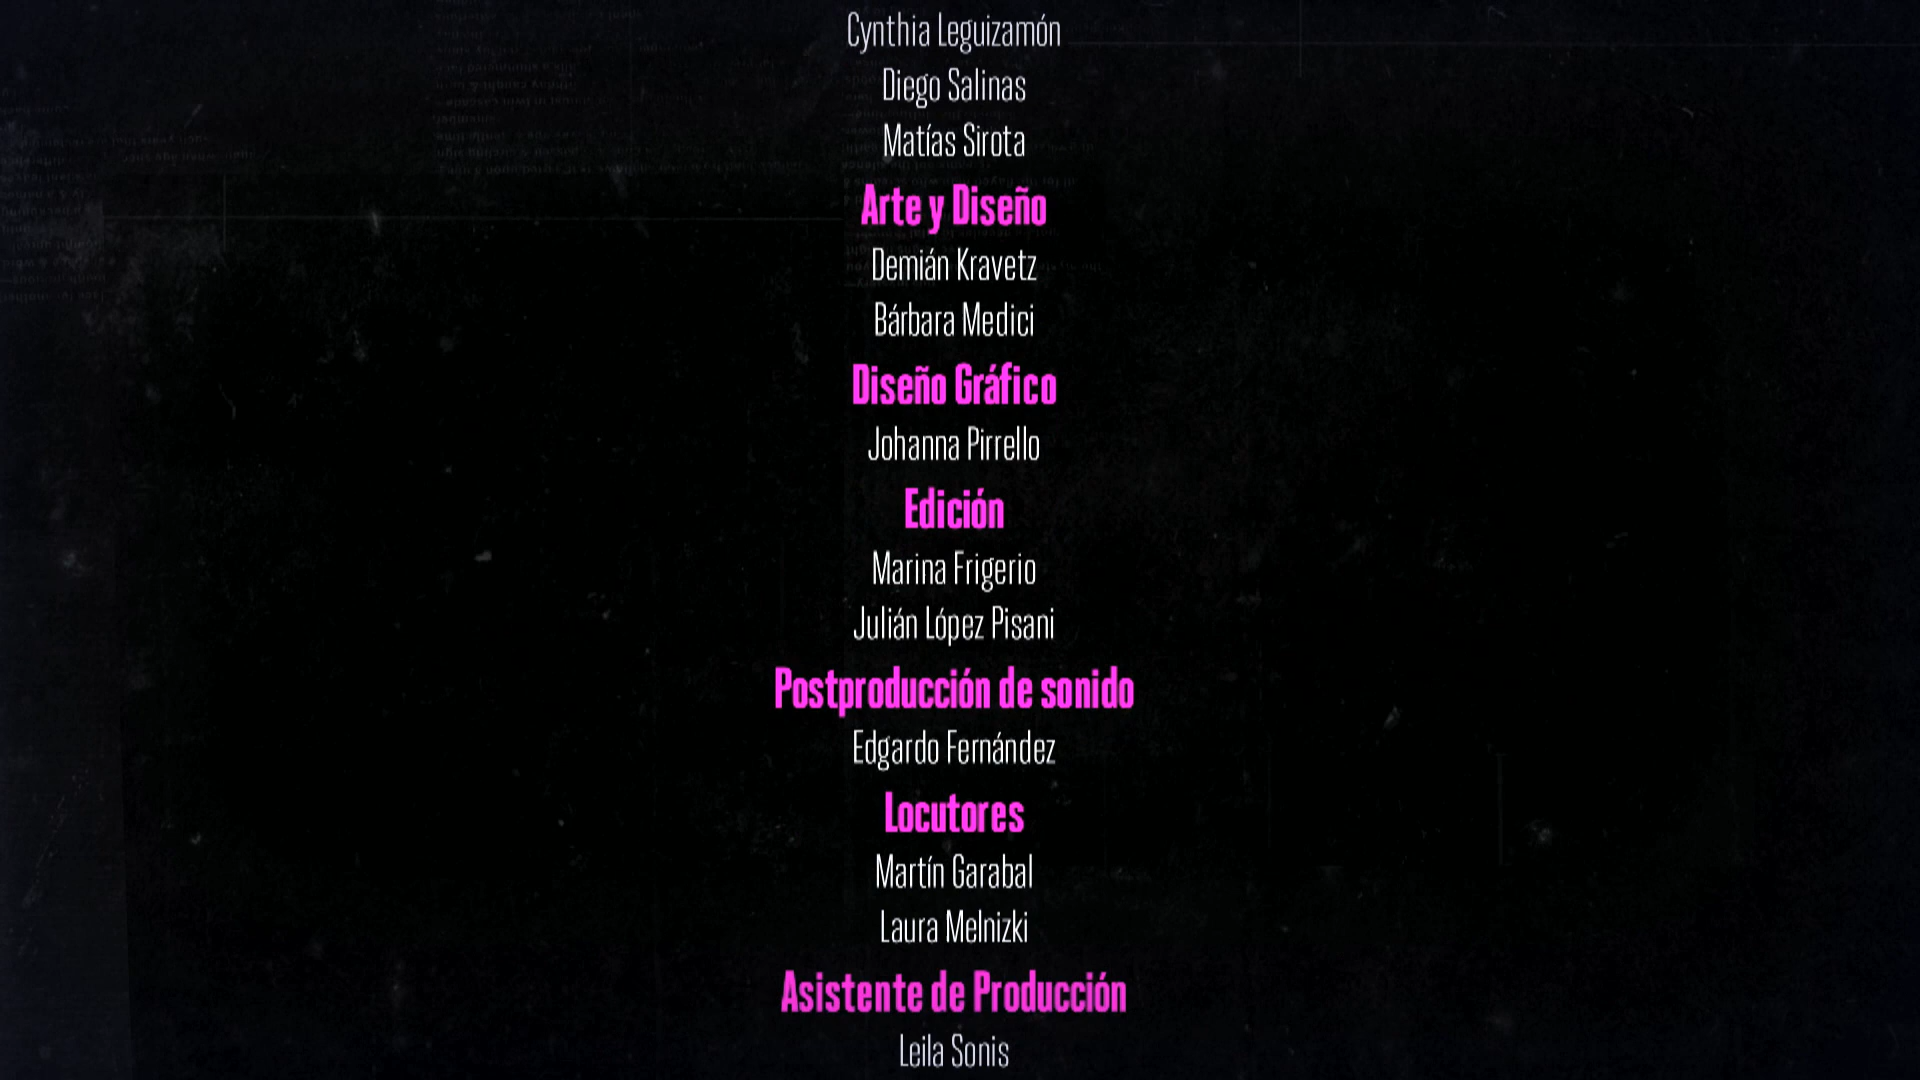 Cynthia Leguizamón
Diego Salinas
Matías Sirota
Arte y Diseño
Demián Kravetz
Bárbara Medici
Diseño Gráfico
Johanna Pirrello
Edición
Marina Frigerio
Julián López Pisani
Postproducción de sonido
Edgardo Fernández
Locutores
Martín Garabal
Laura Melnizki
Asistente de Producción
Leila Sonis